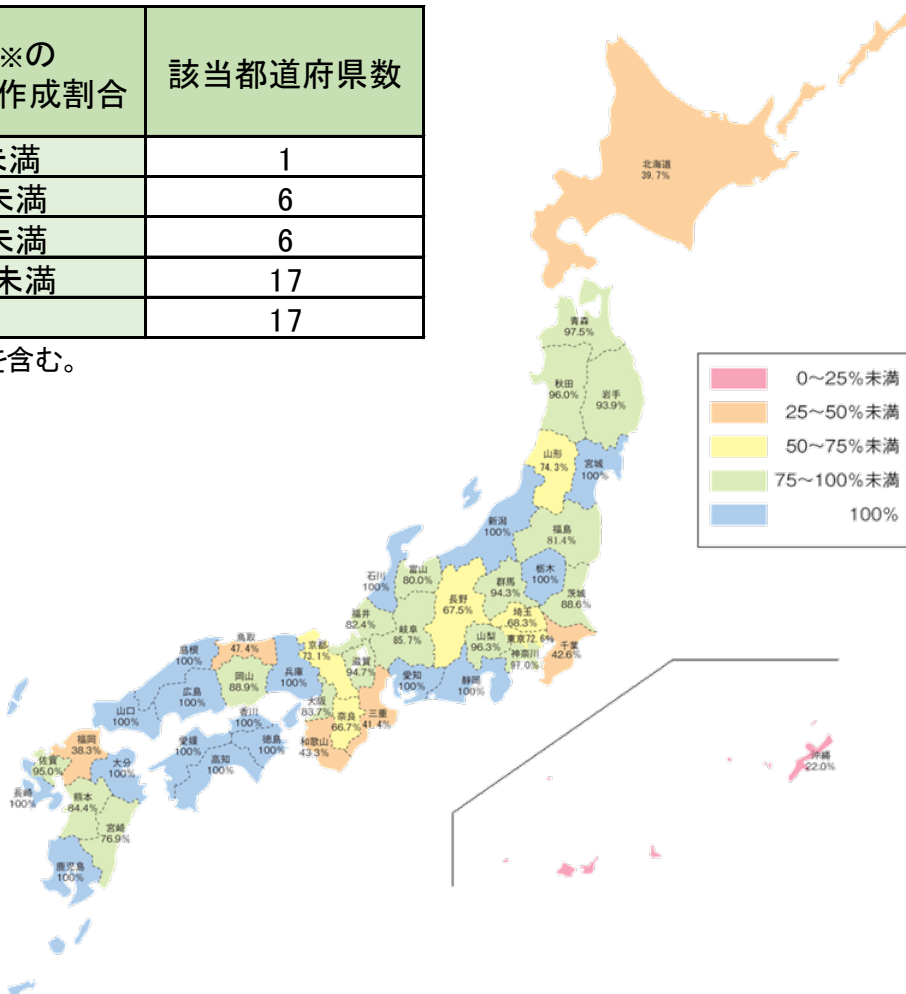 ※の
作成割合
該当都道府県数
未満
1
未満
6
未満
6
未満
17
17
を含む。
北海道
39.7%
青森
97.5%
秋田
96.0%
岩手
93.9%
山形
74.3%
宮城
100%
0～25%未満
25～50%未満
50～75%未満
75～100%未満
100%
新潟
100%
福島
81.4%
石川
100%
富山
80.0%
栃木
100%
群馬
94.3%
茨城
88.6%
長野
67.5%
福井
82.4%
岐阜
85.7%
埼玉
68.3%
山梨
96.3%
東京72.6%
神奈川
97.0%
千葉
42.6%
鳥取
47.4%
島根
100%
京都
73.1%
滋賀
94.7%
兵庫
100%
岡山
88.9%
広島
100%
山口
100%
愛知
100%
静岡
100%
大阪
83.7%
奈良
66.7%
三重
41.4%
和歌山
43.3%
香川
100%
徳島
100%
愛媛
100%
高知
100%
福岡
38.3%
佐賀
95.0%
大分
100%
長崎
100%
熊本
84.4%
宮崎
76.9%
鹿児島
100%
沖縄
22.0%